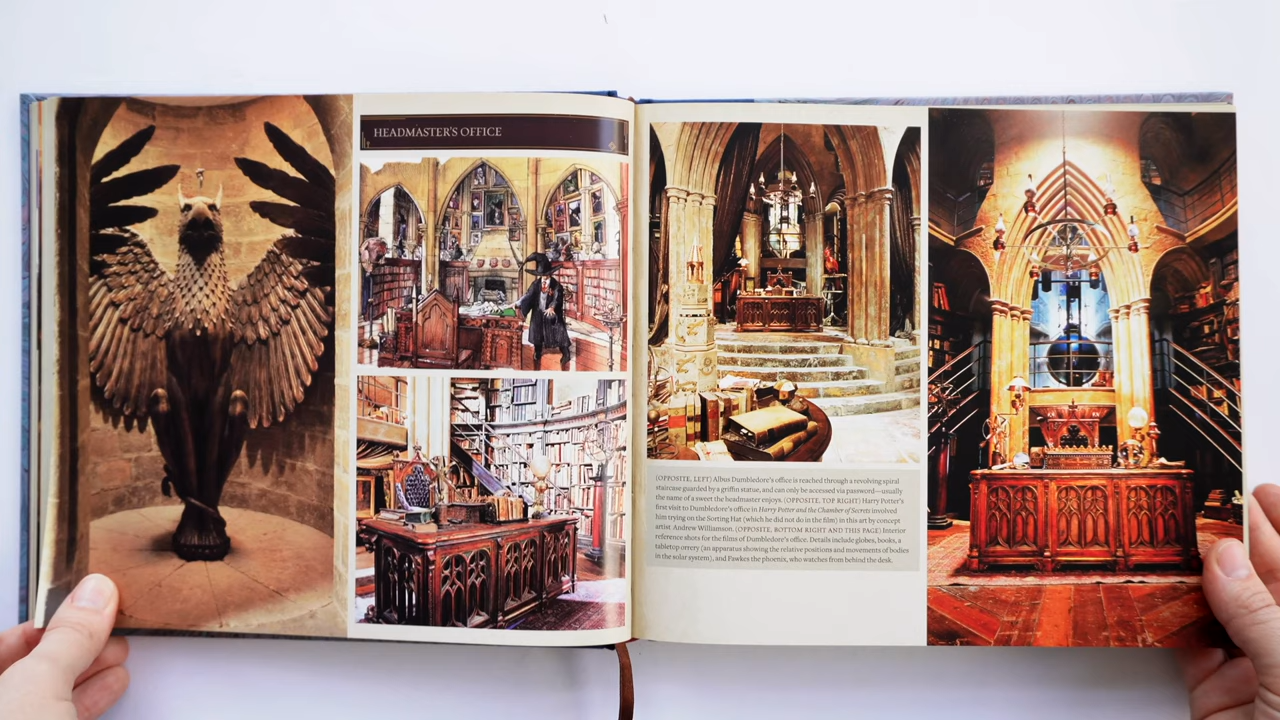 HEADMASTER'S OFFICE
(OPPOSITE, LEFT) Albus Dumbledore's office is reached through a revolving spiral
staircase guarded by a griffin statue, and can only be accessed via password—usually
the name of a sweet the headmaster enjoys. (OPPOSITE, TOP RIGHT) Harry Potter's
first visit to Dumbledore's office in Harry Potter and the Chamber of Secrets involved
him trying on the Sorting Hat (which he did not do in the film) in this art by concept
artist Andrew Williamson. (OPPOSITE, BOTTOM RIGHT AND THIS PAGE) Interior
reference shots for the films of Dumbledore's office. Details include globes, books, a
tabletop orrery (an apparatus showing the relative positions and movements of bodies
in the solar system), and Fawkes the phoenix, who watches from behind the desk.